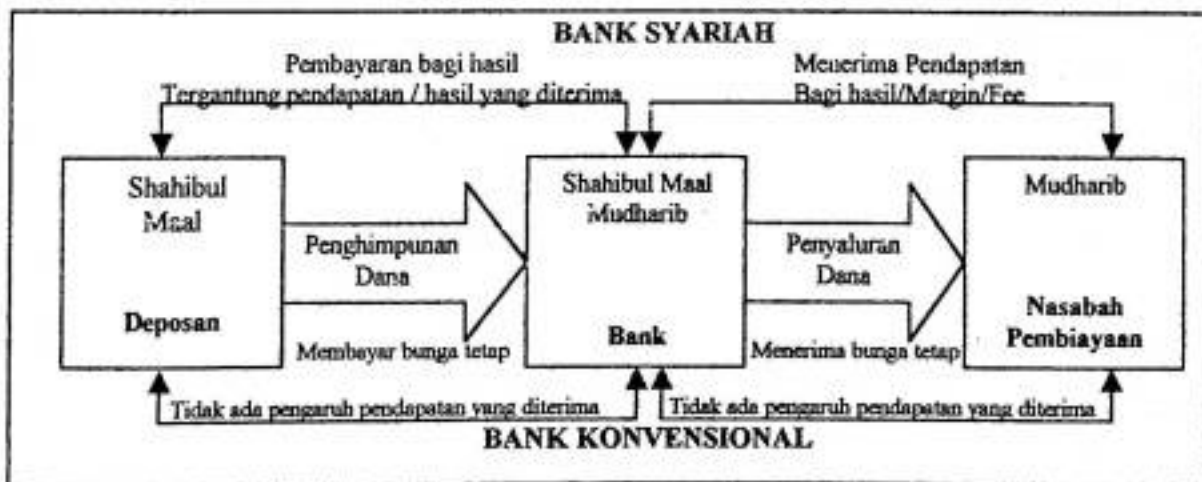 BANK SYARIAH
Pembayaran bagi hasil
Tergantung pendapatan / hasil yang diterima
Menerima Pendapatan
Bagi hasil/Margin/Fee
Shahibul
Maal
Deposan
Penghimpunan
Dana
Membayar bunga tetap
Shahibul Maal
Mudharib
Bank
Penyaluran
Dana
Menerima bunga tetap
Mudharib
Nasabah
Pembiayaan
Tidak ada pengaruh pendapatan yang diterima
Tidak ada pengaruh pendapatan yang diterima
BANK KONVENSIONAL